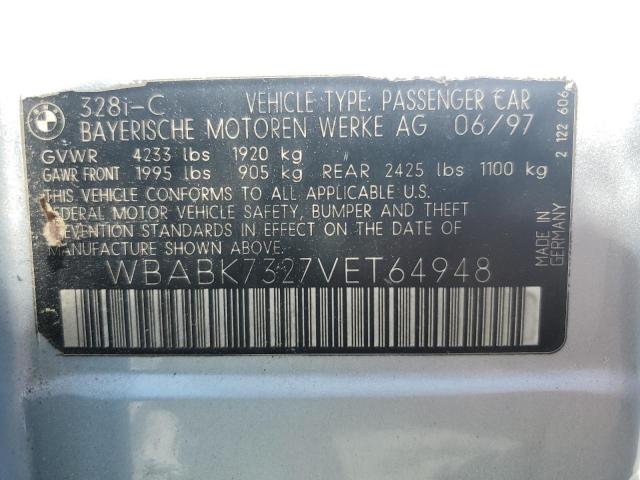 BMW
328i-C VEHICLE TYPE: PASSENGER CAR
BAYERISCHE MOTOREN WERKE AG 06/97
GVWR 4233 lbs 1920 kg
GAWR FRONT 1995 lbs 905 kg REAR 2425 lbs 1100 kg
THIS VEHICLE CONFORMS TO ALL APPLICABLE U.S.
FEDERAL MOTOR VEHICLE SAFETY, BUMPER AND THEFT
PREVENTION STANDARDS IN EFFECT ON THE DATE OF
MANUFACTURE SHOWN ABOVE.
WBABK7327VET64948
MADE IN
GERMANY
2 122 606